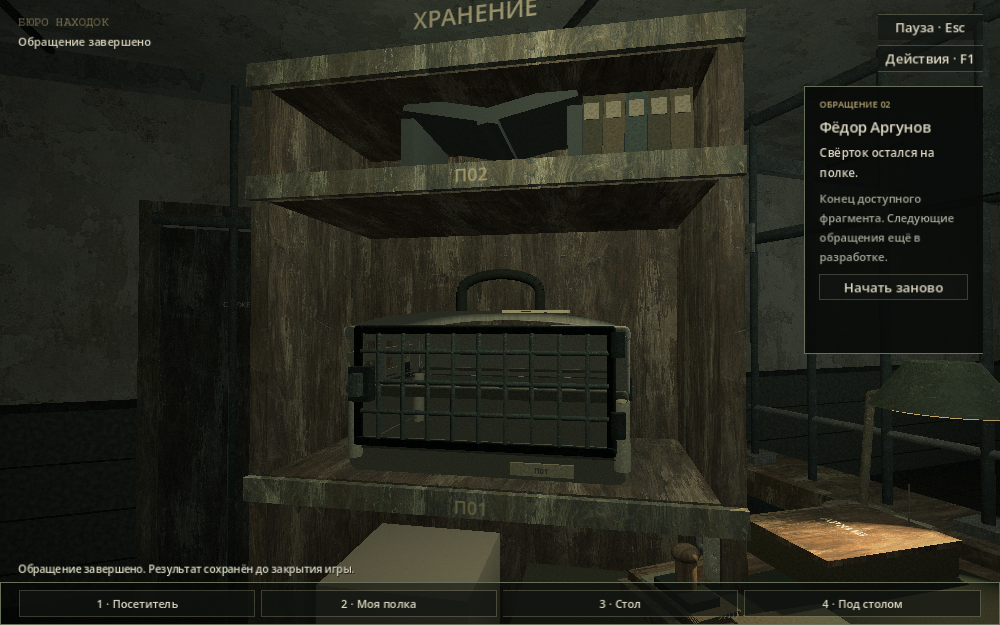 БЮРО НАХОДОК
Обращение завершено
ХРАНЕНИЕ
Пауза · Esc
Действия · F1
ОБРАЩЕНИЕ 02
Фёдор Аргунов
Свёрток остался на
полке.
Конец доступного
фрагмента. Следующие
обращения ещё в
разработке.
Начать заново
П02
П01
П01
Обращение завершено. Результат сохранён до закрытия игры.
1 · Посетитель
2 · Моя полка
3 · Стол
4 · Под столом